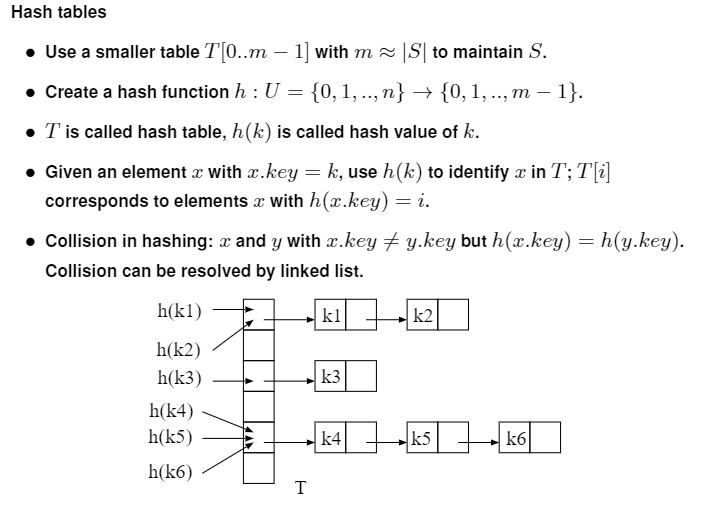 Hash tables
• Use a smaller table T[0..m − 1] with m ≈ |S| to maintain S.
• Create a hash function h : U = {0, 1, .., n} → {0, 1, .., m − 1}.
• T is called hash table, h(k) is called hash value of k.
• Given an element x with x.key = k, use h(k) to identify x in T; T[i]
corresponds to elements x with h(x.key) = i.
• Collision in hashing: x and y with x.key ≠ y.key but h(x.key) = h(y.key).
Collision can be resolved by linked list.
h(k1) k1 k2
h(k2)
h(k3) k3
h(k4)
h(k5) k4 k5 k6
h(k6)
T